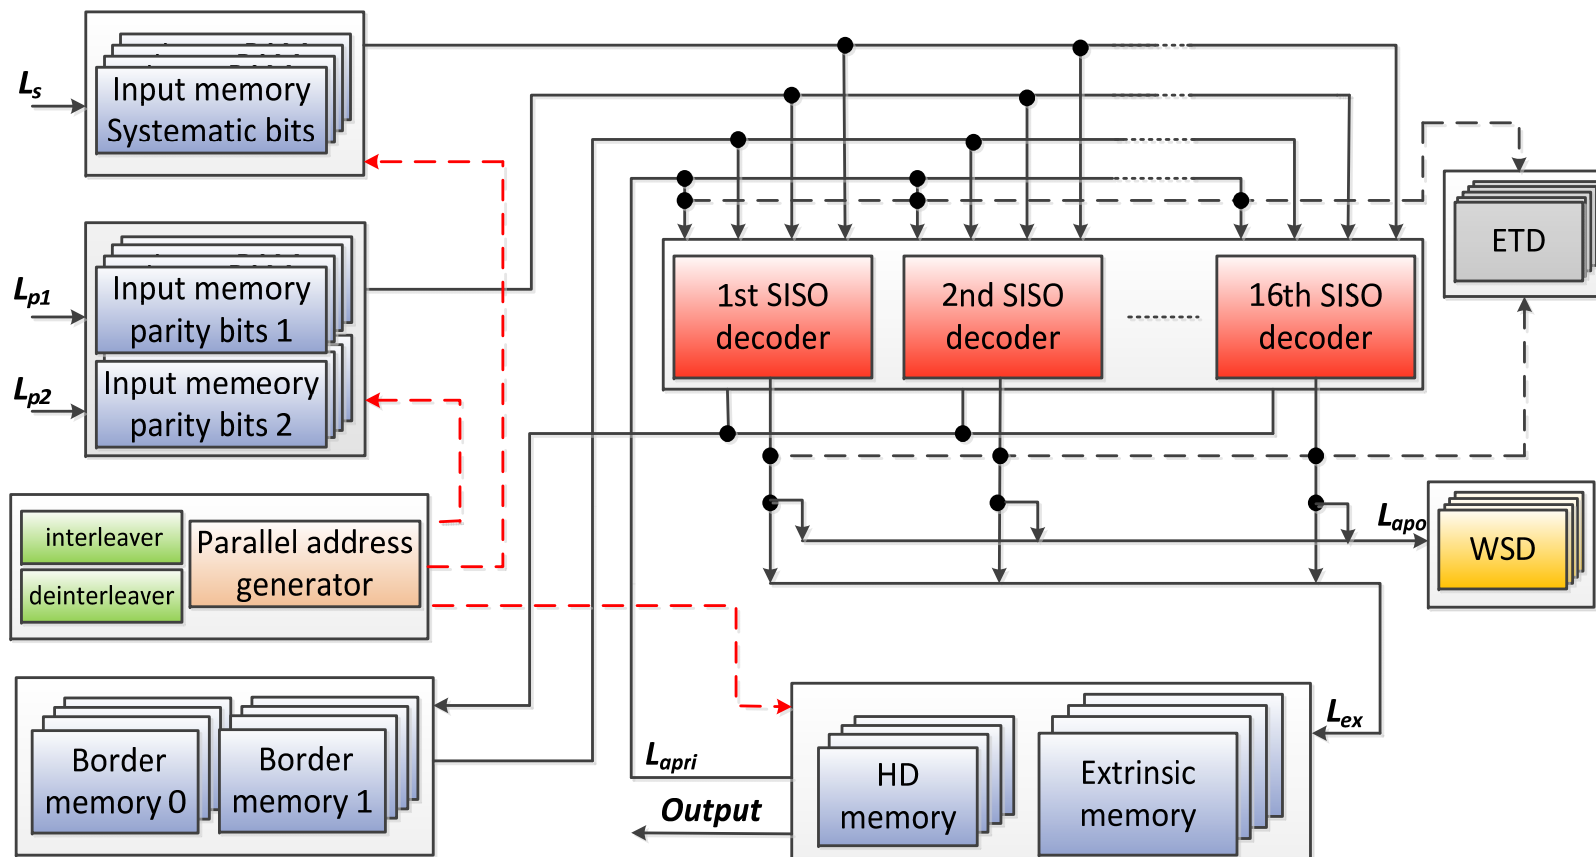 Ls
Input memory
Systematic bits
Lp1
Input memory
parity bits 1
Lp2
Input memeory
parity bits 2
interleaver
deinterleaver
Parallel address
generator
Border
memory 0
Border
memory 1
1st SISO
decoder
2nd SISO
decoder
16th SISO
decoder
ETD
Lapo
WSD
Lex
Lapri
Output
HD
memory
Extrinsic
memory